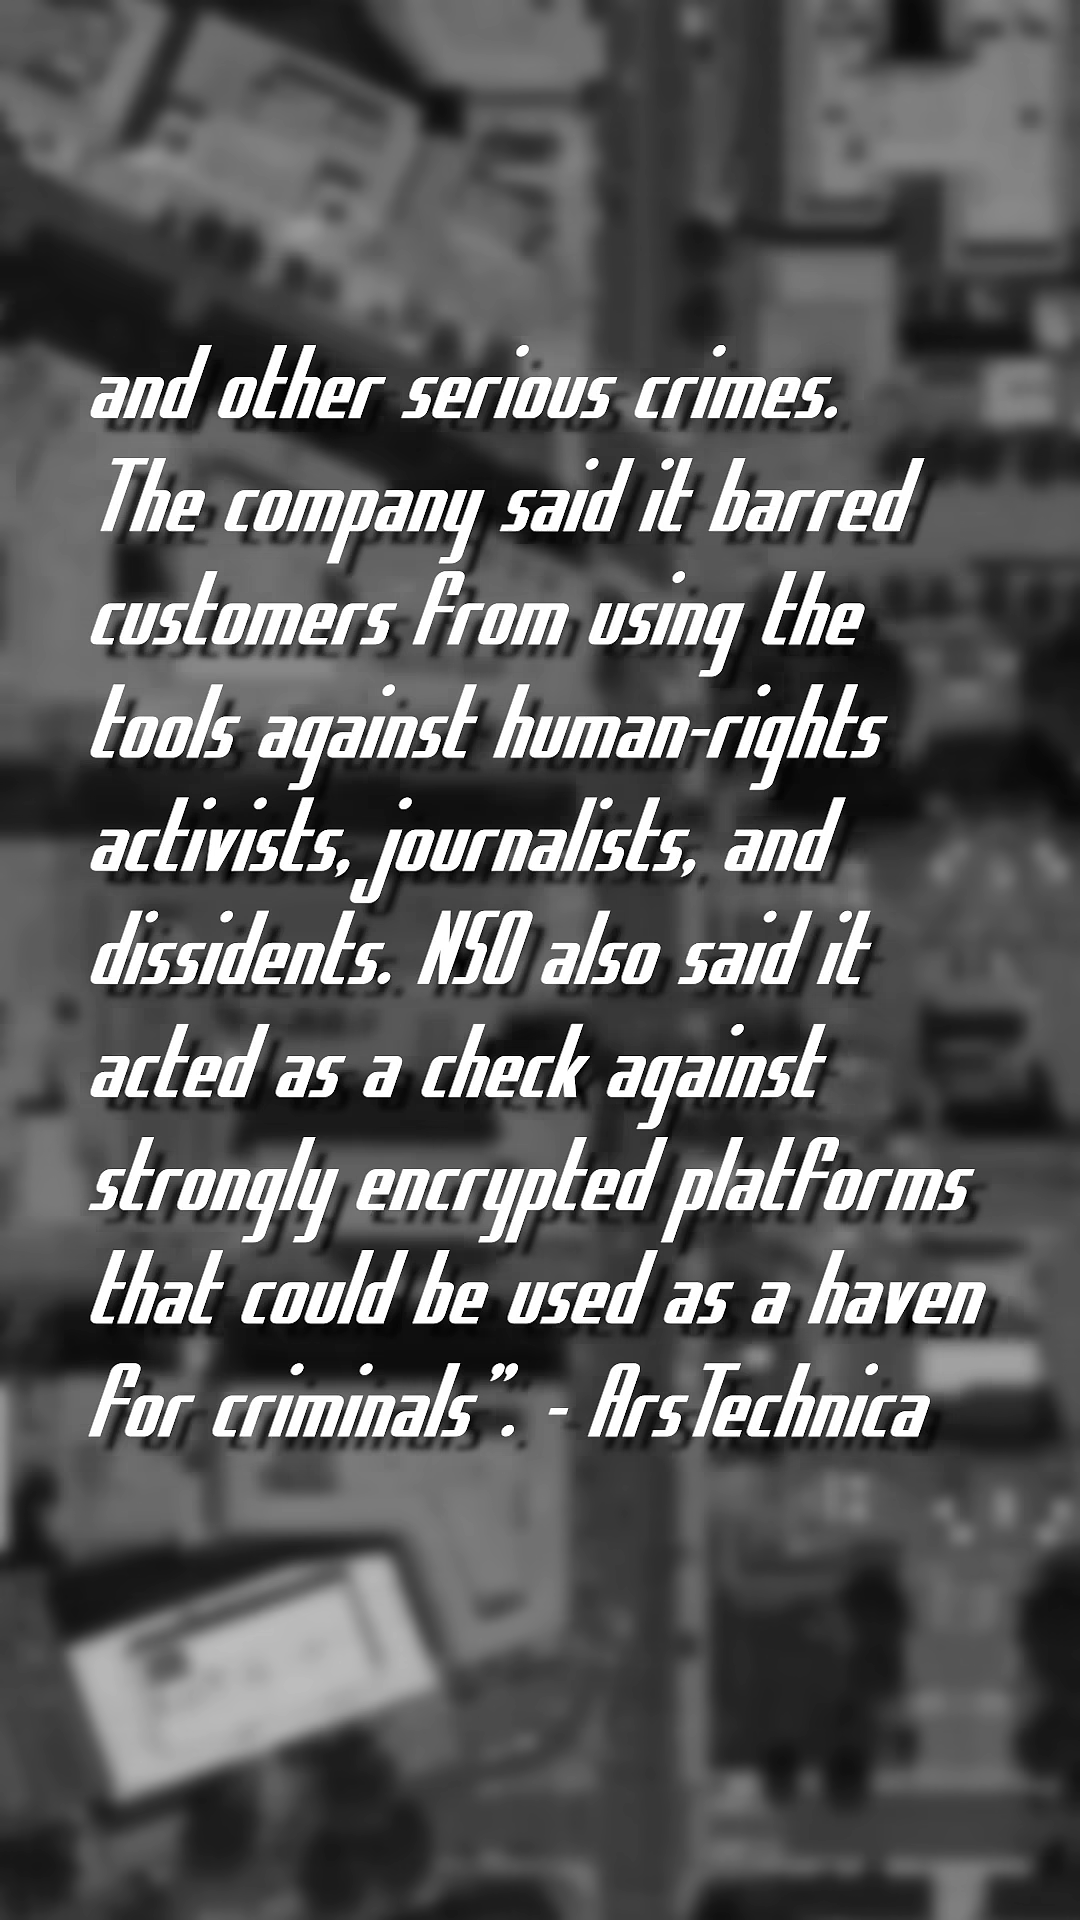 and other serious crimes.
The company said it barred
customers from using the
tools against human-rights
activists, journalists, and
dissidents. NSO also said it
acted as a check against
strongly encrypted platforms
that could be used as a haven
for criminals”. - ArsTechnica